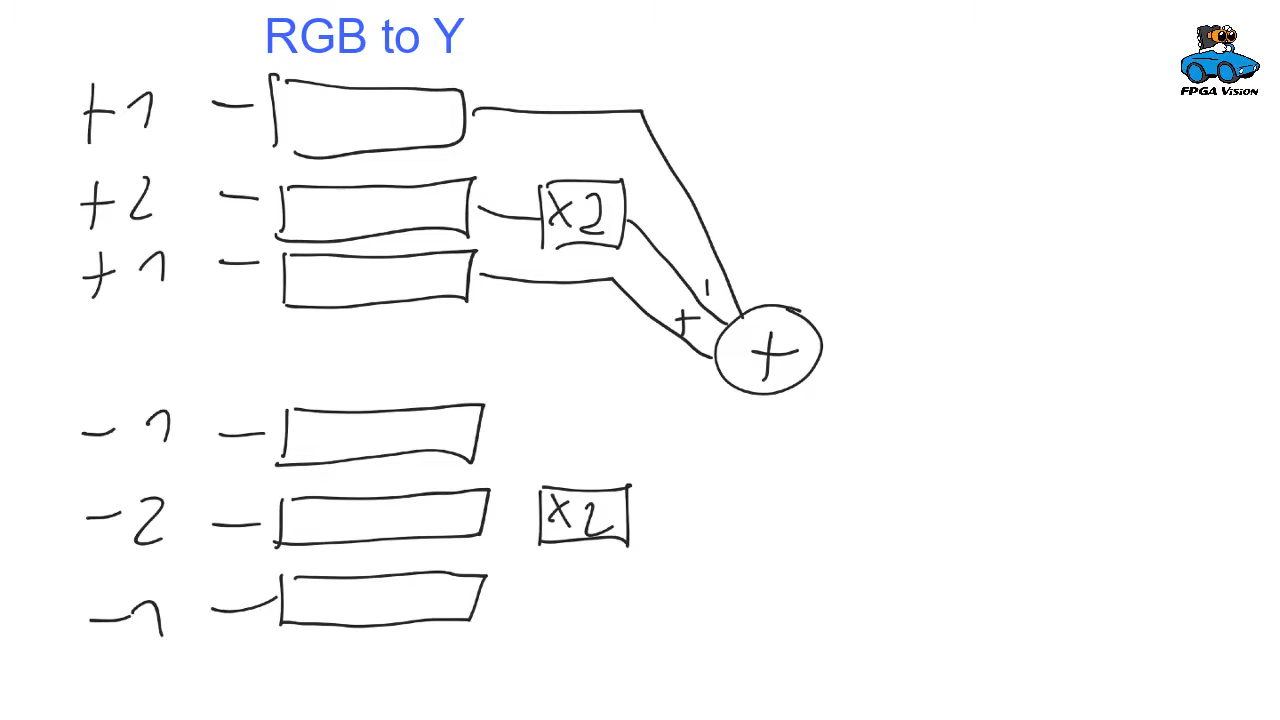 RGB to Y
FPGA VISION
+1
+2
x2
+1
+
+
-1
-2
x2
-1